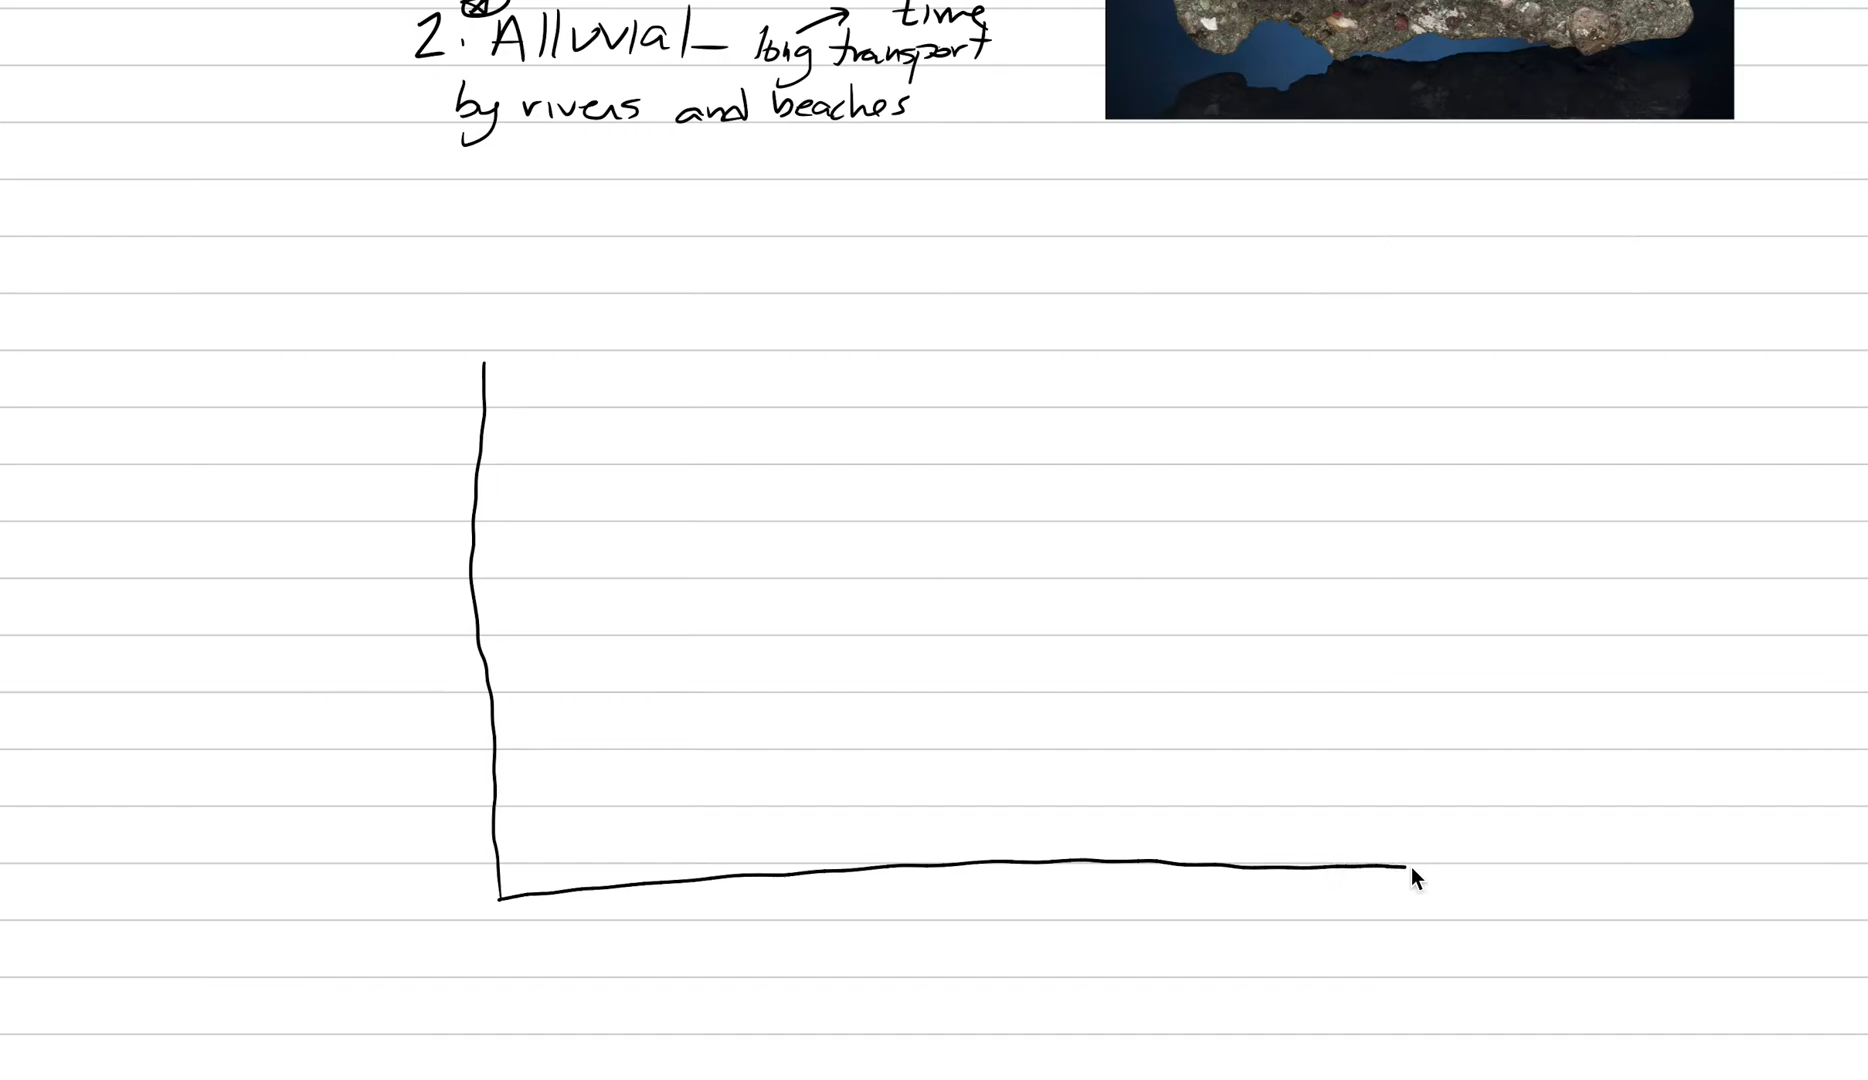 time
2. Alluvial — long transport
by rivers and beaches